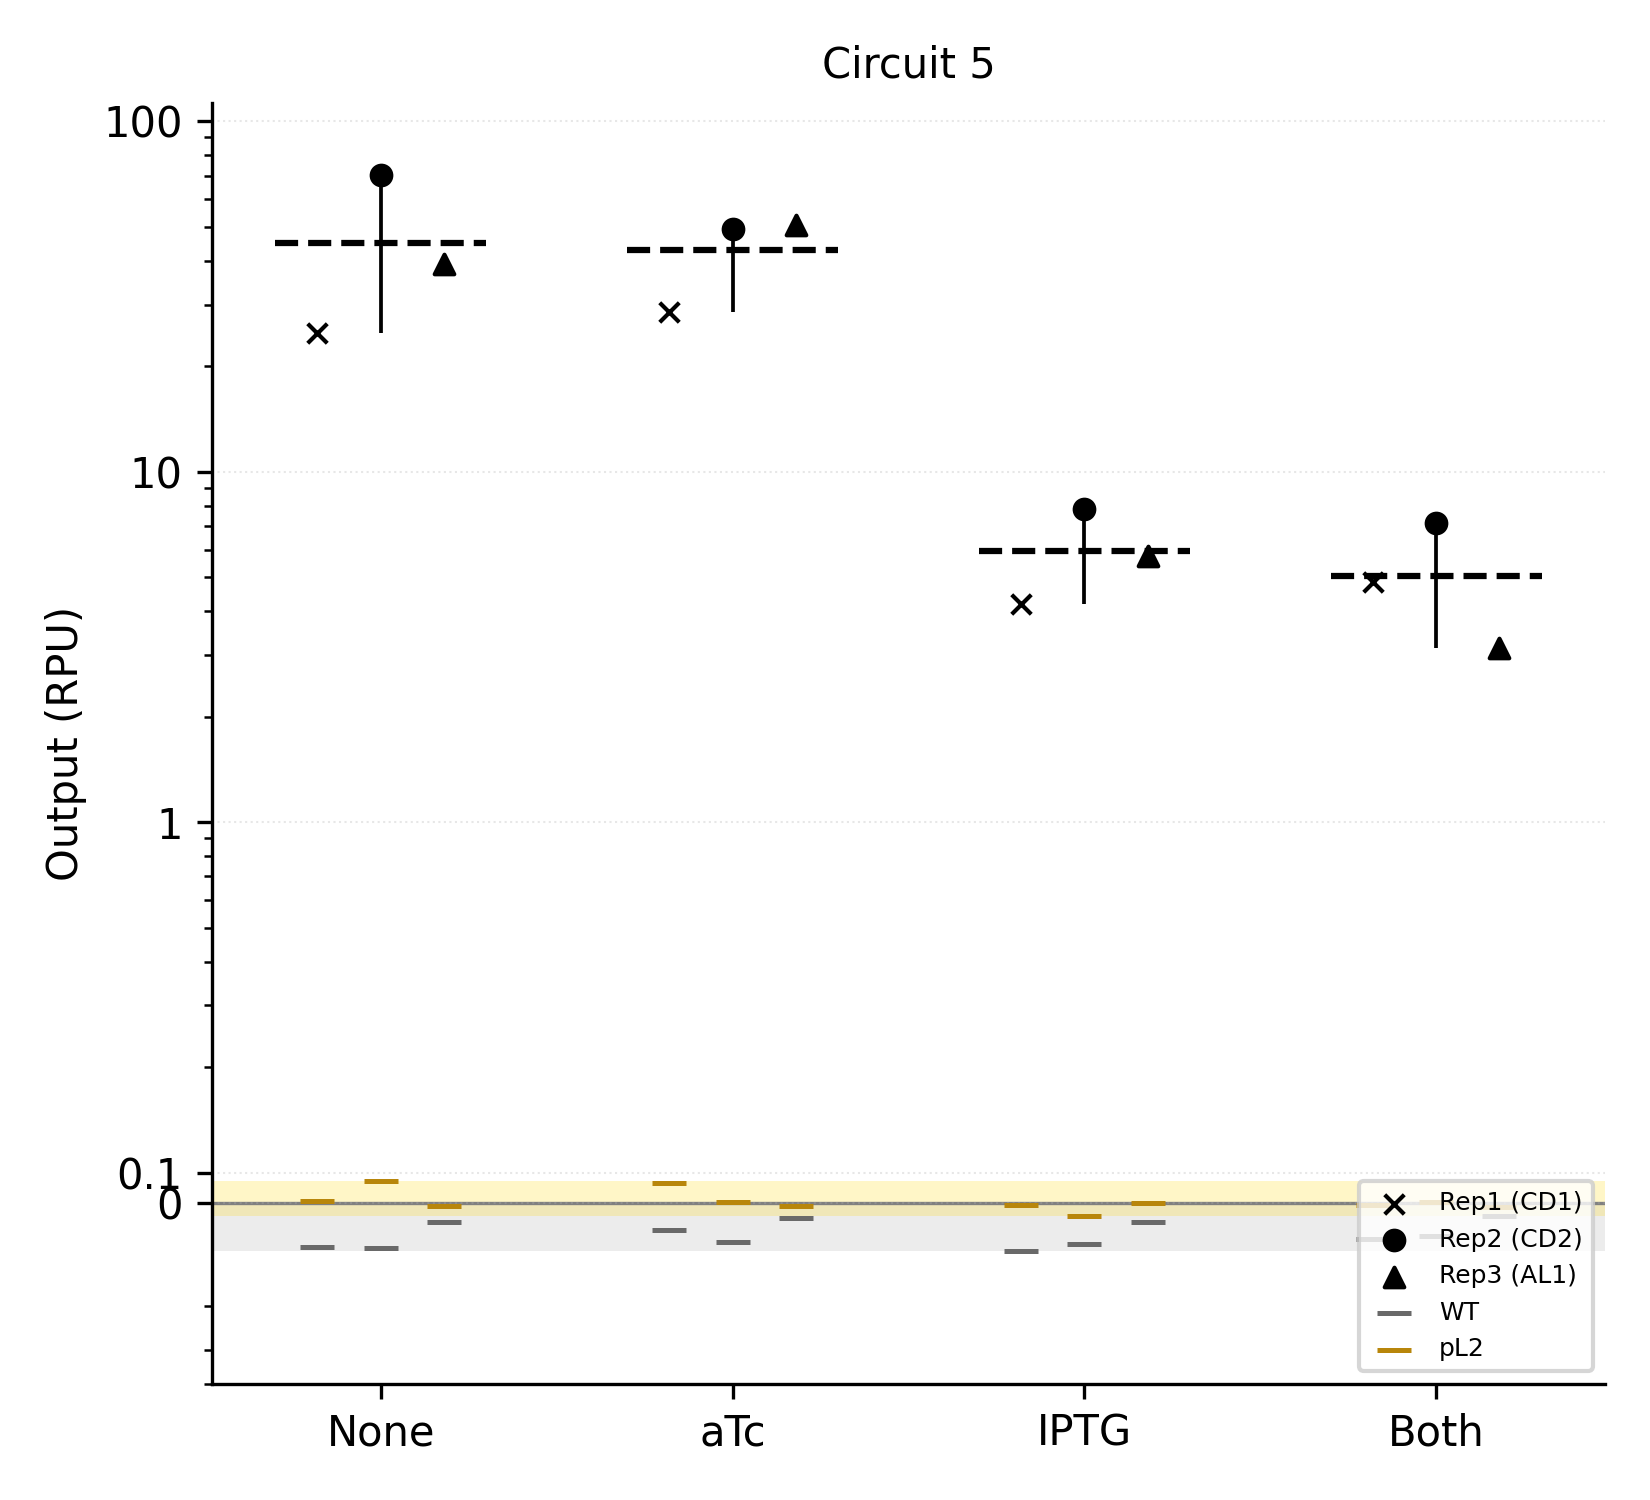 Circuit 5
100
10
1
0.1
0
Output (RPU)
None
aTc
IPTG
Both
Rep1 (CD1)
Rep2 (CD2)
Rep3 (AL1)
WT
pL2